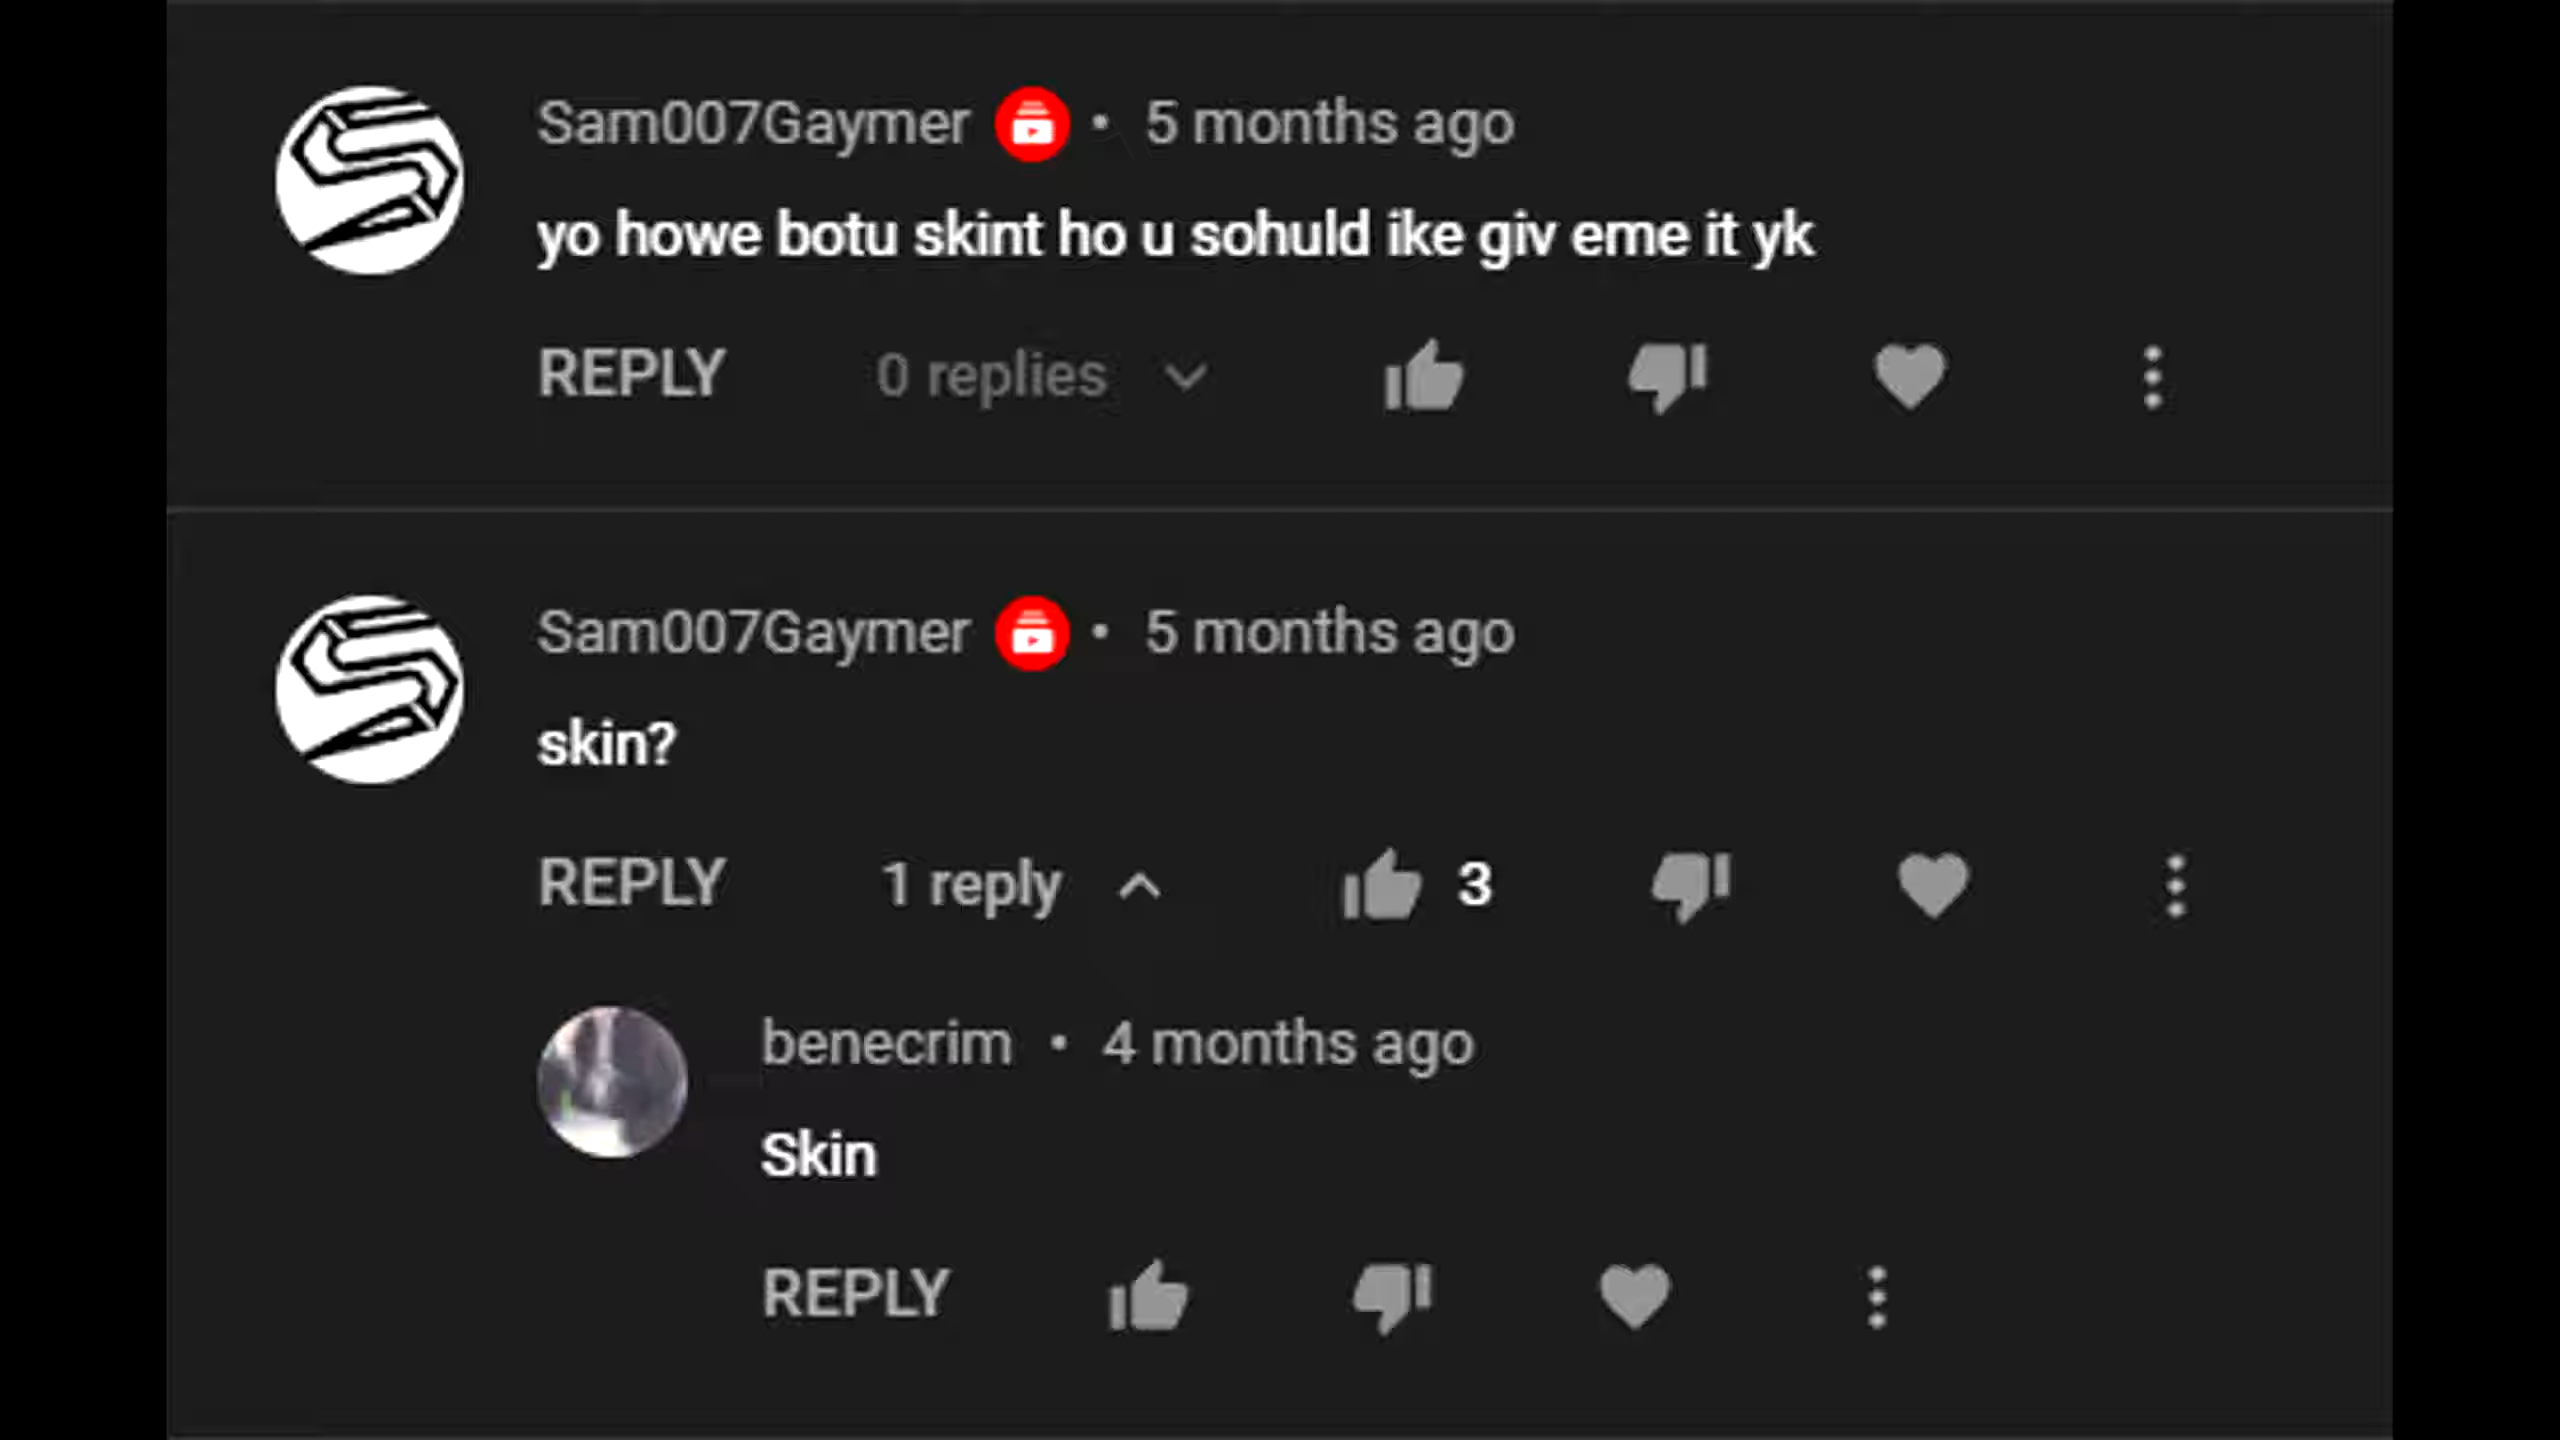 Sam007Gaymer • 5 months ago
yo howe botu skint ho u sohuld ike giv eme it yk
REPLY 0 replies
Sam007Gaymer • 5 months ago
skin?
REPLY 1 reply 3
benecrim • 4 months ago
Skin
REPLY